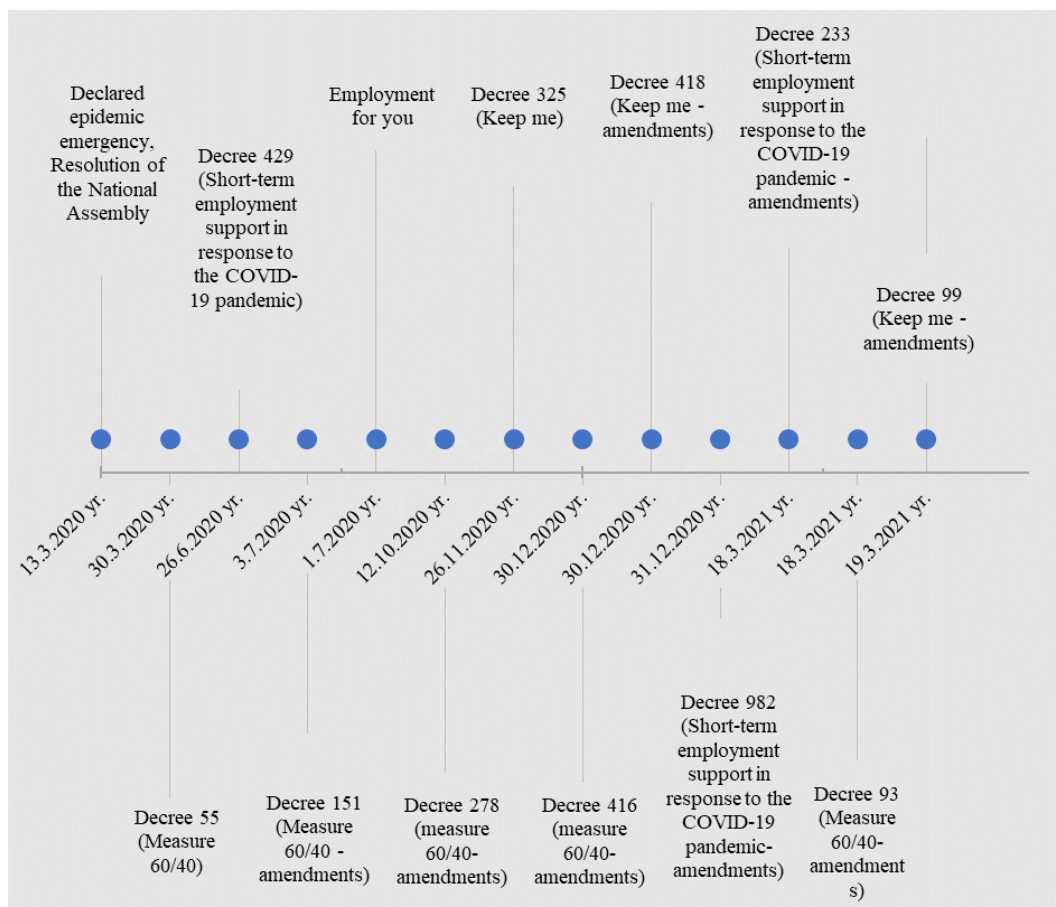 Declared
epidemic
emergency,
Resolution of
the National
Assembly
Decree 429
(Short-term
employment
support in
response to
the COVID-
19 pandemic)
Employment
for you
Decree 325
(Keep me)
Decree 418
(Keep me -
amendments)
Decree 233
(Short-term
employment
support in
response to the
COVID-19
pandemic -
amendments)
Decree 99
(Keep me -
amendments)
13.3.2020 yr.
30.3.2020 yr.
26.6.2020 yr.
3.7.2020 yr.
1.7.2020 yr.
12.10.2020 yr.
26.11.2020 yr.
30.12.2020 yr.
30.12.2020 yr.
31.12.2020 yr.
18.3.2021 yr.
18.3.2021 yr.
19.3.2021 yr.
Decree 55
(Measure
60/40)
Decree 151
(Measure
60/40 -
amendments)
Decree 278
(measure
60/40-
amendments)
Decree 416
(measure
60/40-
amendments)
Decree 982
(Short-term
employment
support in
response to the
COVID-19
pandemic-
amendments)
Decree 93
(Measure
60/40-
amendment
s)